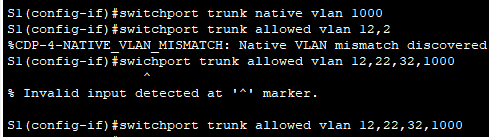 S1(config-if)#switchport trunk native vlan 1000
S1(config-if)#switchport trunk allowed vlan 12,2
%CDP-4-NATIVE_VLAN_MISMATCH: Native VLAN mismatch discovered
S1(config-if)#swichport trunk allowed vlan 12,22,32,1000
^
% Invalid input detected at '^' marker.
S1(config-if)#switchport trunk allowed vlan 12,22,32,1000